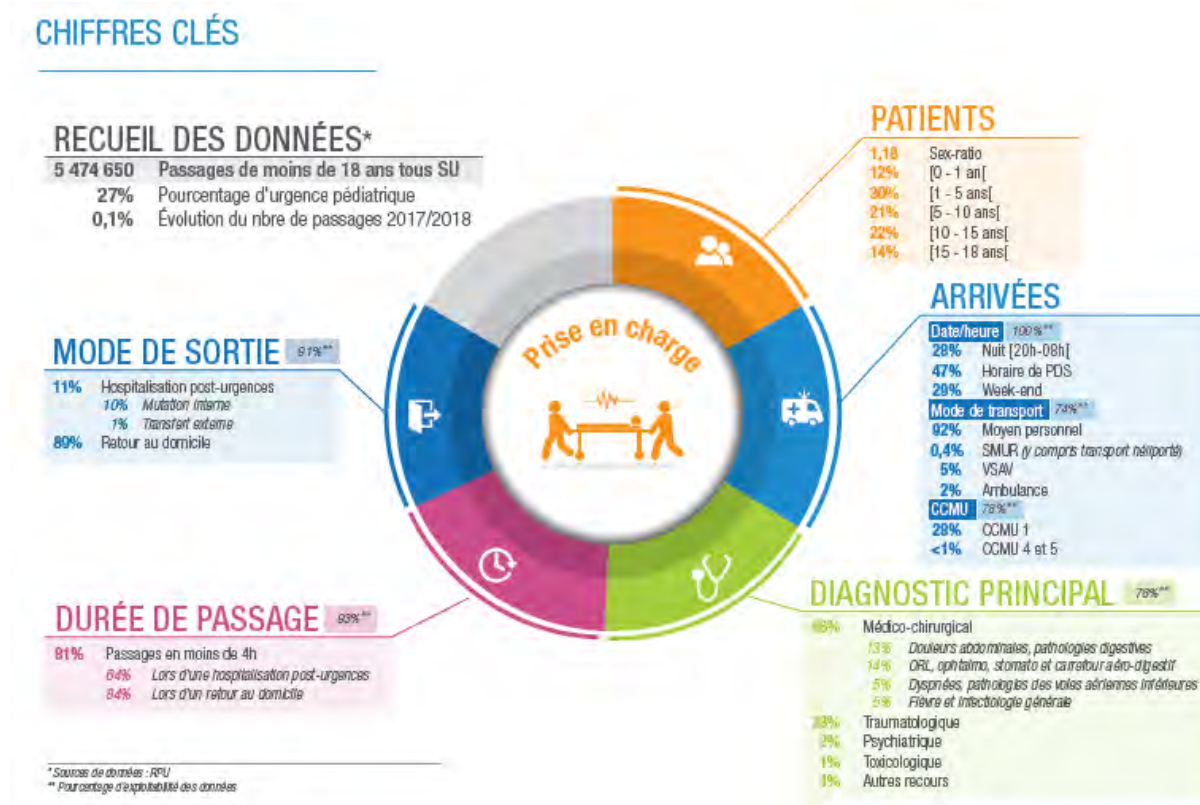 CHIFFRES CLÉS
RECUEIL DES DONNÉES*
5 474 650 Passages de moins de 18 ans tous SU
27% Pourcentage d'urgence pédiatrique
0,1% Évolution du nbre de passages 2017/2018
PATIENTS
1,18 Sex-ratio
12% [0 - 1 an[
30% [1 - 5 ans[
21% [5 - 10 ans[
22% [10 - 15 ans[
14% [15 - 18 ans[
ARRIVÉES
Date/heure 100%**
28% Nuit [20h-08h[
47% Horaire de PDS
29% Week-end
Mode de transport 74%**
92% Moyen personnel
0,4% SMUR (y compris transport héliporté)
5% VSAV
2% Ambulance
CCMU 78%**
28% CCMU 1
<1% CCMU 4 et 5
Prise en charge
MODE DE SORTIE 91%**
11% Hospitalisation post-urgences
10% Mutation interne
1% Transfert externe
89% Retour au domicile
DURÉE DE PASSAGE 93%**
81% Passages en moins de 4h
64% Lors d'une hospitalisation post-urgences
84% Lors d'un retour au domicile
DIAGNOSTIC PRINCIPAL 76%**
Médico-chirurgical
13% Douleurs abdominales, pathologies digestives
14% ORL, ophtalmo, stomato et carrefour aéro-digestif
5% Dyspnées, pathologies des voies aériennes inférieures
5% Fièvre et infectiologie générale
Traumatologique
2% Psychiatrique
1% Toxicologique
Autres recours
* Sources de données : RPU
** Pourcentage d'exploitabilité des données